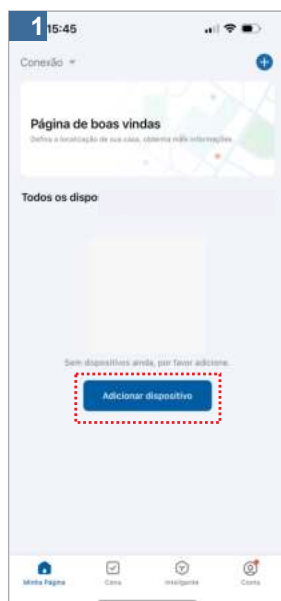 1
15:45
Conexão
Página de boas vindas
Defina a localização de sua casa, obtenha mais informações
Todos os dispo
Sem dispositivos ainda, por favor adicione.
Adicionar dispositivo
Minha Página
Cena
Inteligente
Conta